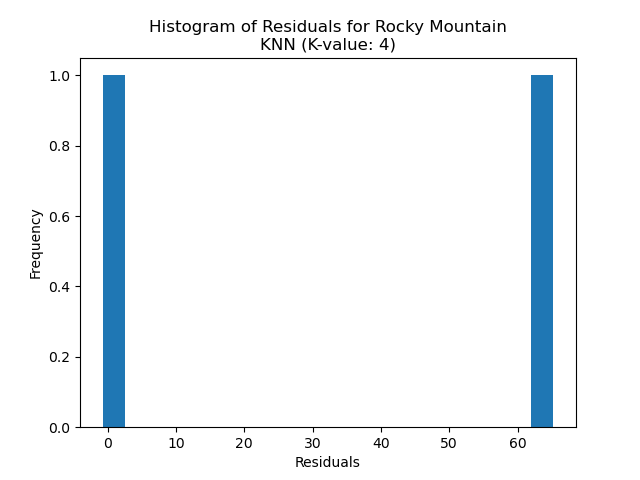 Histogram of Residuals for Rocky Mountain
KNN (K-value: 4)
1.0
0.8
0.6
0.4
0.2
0.0
Frequency
0 10 20 30 40 50 60
Residuals